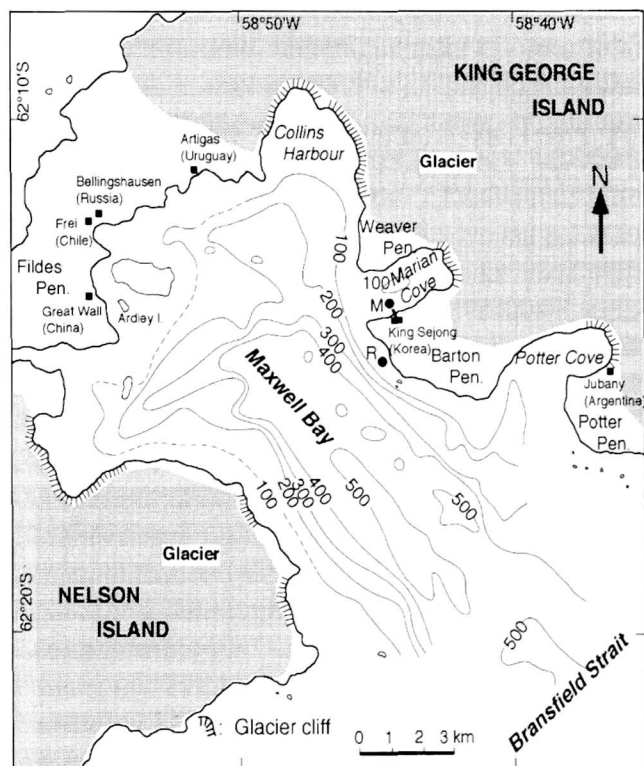 58°50'W
58°40'W
62°10'S
KING GEORGE
ISLAND
Collins
Harbour
Artigas
(Uruguay)
Glacier
N
Bellingshausen
(Russia)
Frei
(Chile)
Weaver
Pen.
100
100
Marian
Cove
Fildes
Pen.
M
200
Great Wall
(China)
Ardley I.
300
400
King Sejong
(Korea)
R
Barton
Pen.
Potter Cove
Jubany
(Argentine)
Maxwell Bay
Potter
Pen.
100
200
300
400
500
500
Glacier
62°20'S
NELSON
ISLAND
500
Bransfield Strait
: Glacier cliff
0 1 2 3 km